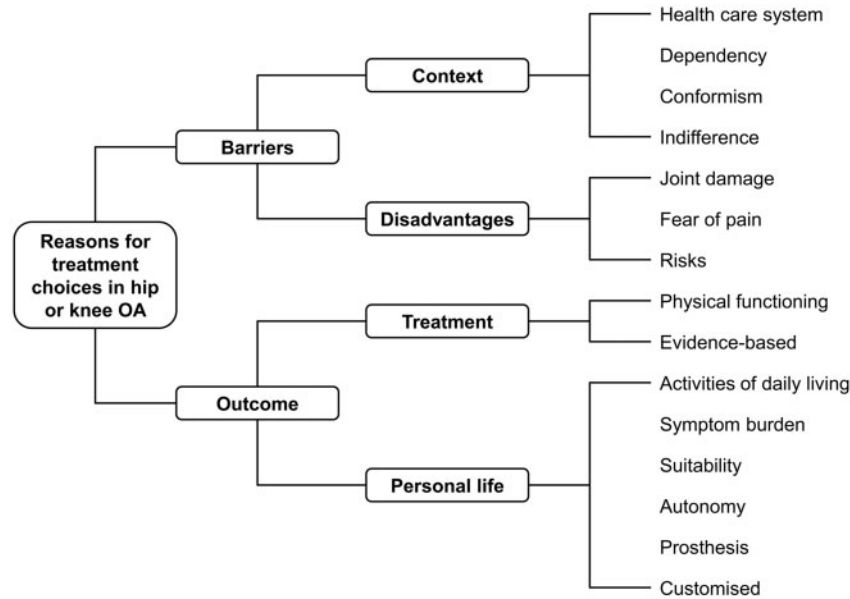 Health care system
Context
Dependency
Conformism
Barriers
Indifference
Joint damage
Disadvantages
Fear of pain
Reasons for
treatment
choices in hip
or knee OA
Risks
Physical functioning
Treatment
Evidence-based
Activities of daily living
Outcome
Symptom burden
Suitability
Personal life
Autonomy
Prosthesis
Customised